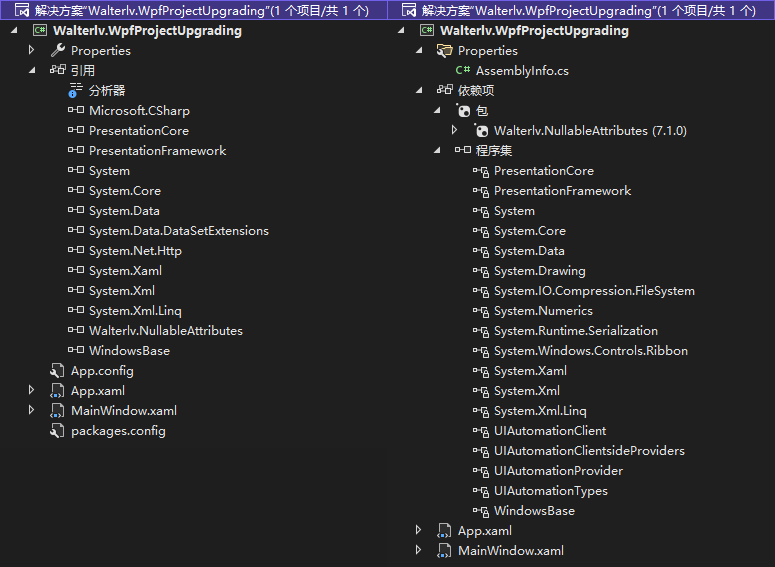 解决方案“Walterlv.WpfProjectUpgrading”(1 个项目/共 1 个)
Walterlv.WpfProjectUpgrading
Properties
引用
分析器
Microsoft.CSharp
PresentationCore
PresentationFramework
System
System.Core
System.Data
System.Data.DataSetExtensions
System.Net.Http
System.Xaml
System.Xml
System.Xml.Linq
Walterlv.NullableAttributes
WindowsBase
App.config
App.xaml
MainWindow.xaml
packages.config
解决方案“Walterlv.WpfProjectUpgrading”(1 个项目/共 1 个)
C# Walterlv.WpfProjectUpgrading
Properties
C# AssemblyInfo.cs
依赖项
包
Walterlv.NullableAttributes (7.1.0)
程序集
PresentationCore
PresentationFramework
System
System.Core
System.Data
System.Drawing
System.IO.Compression.FileSystem
System.Numerics
System.Runtime.Serialization
System.Windows.Controls.Ribbon
System.Xaml
System.Xml
System.Xml.Linq
UIAutomationClient
UIAutomationClientsideProviders
UIAutomationProvider
UIAutomationTypes
WindowsBase
App.xaml
MainWindow.xaml